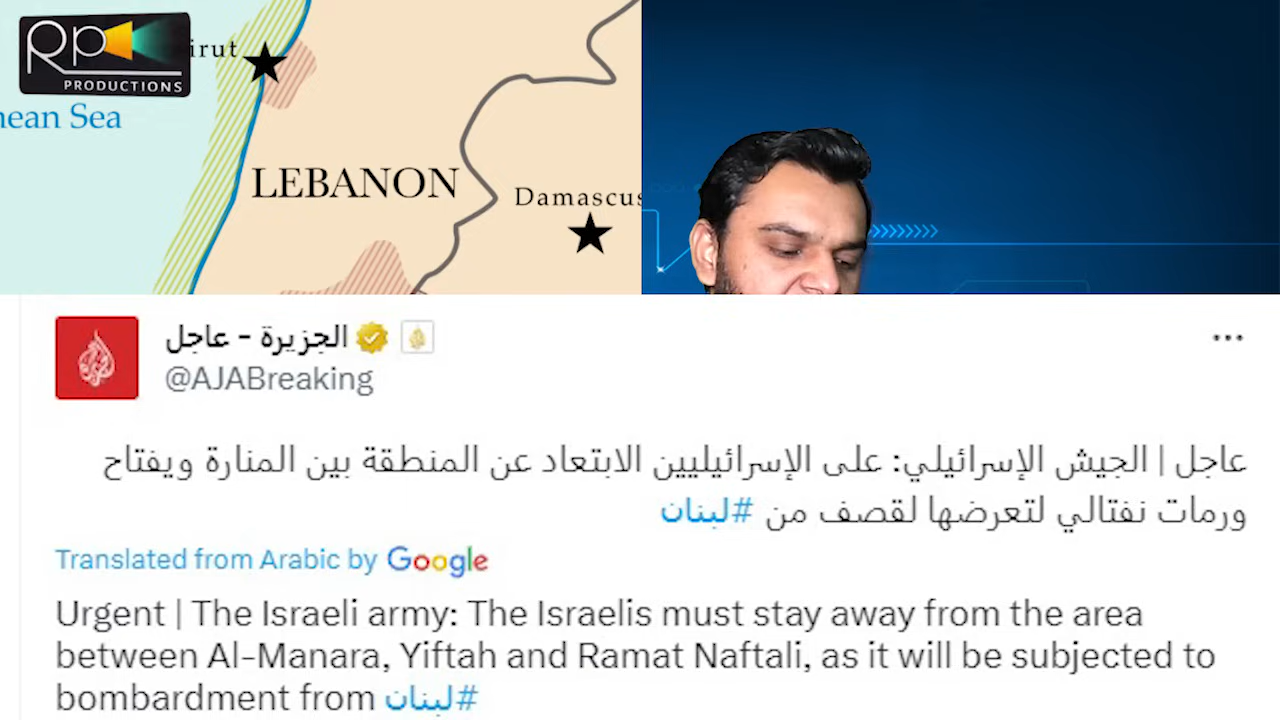 RP
PRODUCTIONS
irut
nean Sea
LEBANON
Damascus
الجزيرة - عاجل
@AJABreaking
عاجل | الجيش الإسرائيلي: على الإسرائيليين الابتعاد عن المنطقة بين المنارة ويفتاح
ورمات نفتالي لتعرضها لقصف من #لبنان
Translated from Arabic by Google
Urgent | The Israeli army: The Israelis must stay away from the area
between Al-Manara, Yiftah and Ramat Naftali, as it will be subjected to
bombardment from #لبنان